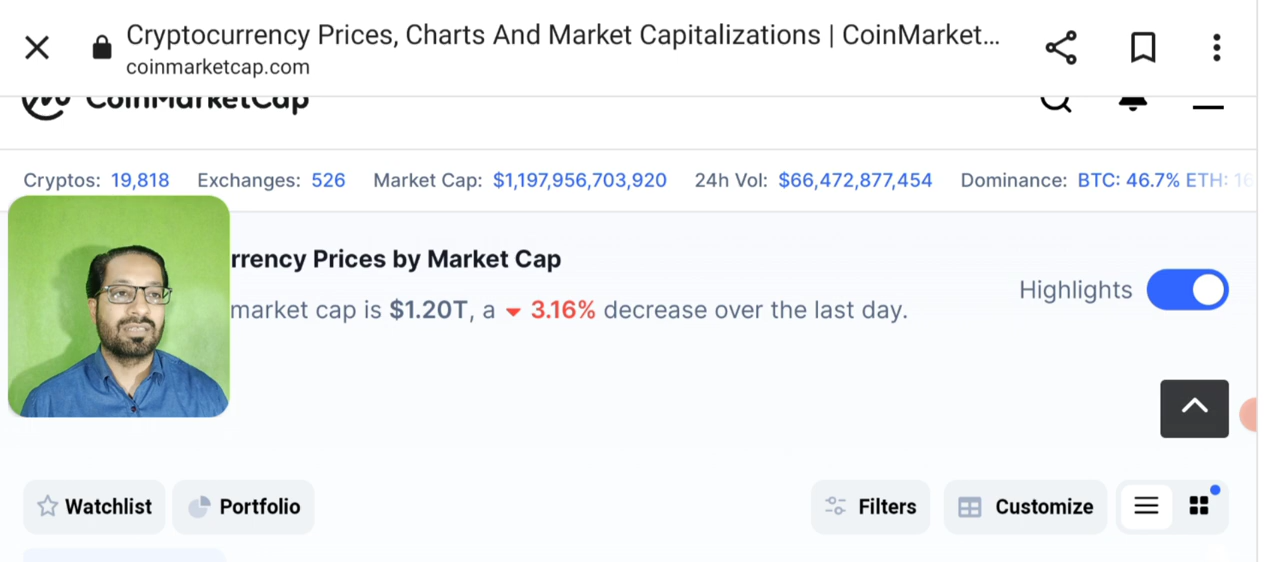 Cryptocurrency Prices, Charts And Market Capitalizations | CoinMarket...
coinmarketcap.com
CoinMarketCap
Cryptos: 19,818 Exchanges: 526 Market Cap: $1,197,956,703,920 24h Vol: $66,472,877,454 Dominance: BTC: 46.7% ETH: 16
rrency Prices by Market Cap
market cap is $1.20T, a 3.16% decrease over the last day.
Highlights
Watchlist Portfolio Filters Customize